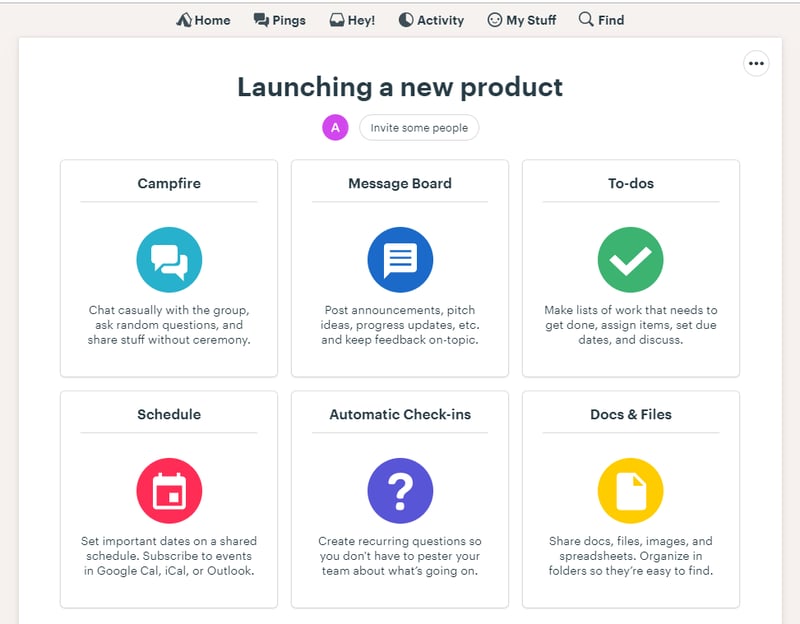 Home Pings Hey! Activity My Stuff Find
Launching a new product
A Invite some people
Campfire
Chat casually with the group,
ask random questions, and
share stuff without ceremony.
Message Board
Post announcements, pitch
ideas, progress updates, etc.
and keep feedback on-topic.
To-dos
Make lists of work that needs to
get done, assign items, set due
dates, and discuss.
Schedule
Set important dates on a shared
schedule. Subscribe to events
in Google Cal, iCal, or Outlook.
Automatic Check-ins
?
Create recurring questions so
you don't have to pester your
team about what's going on.
Docs & Files
Share docs, files, images, and
spreadsheets. Organize in
folders so they're easy to find.